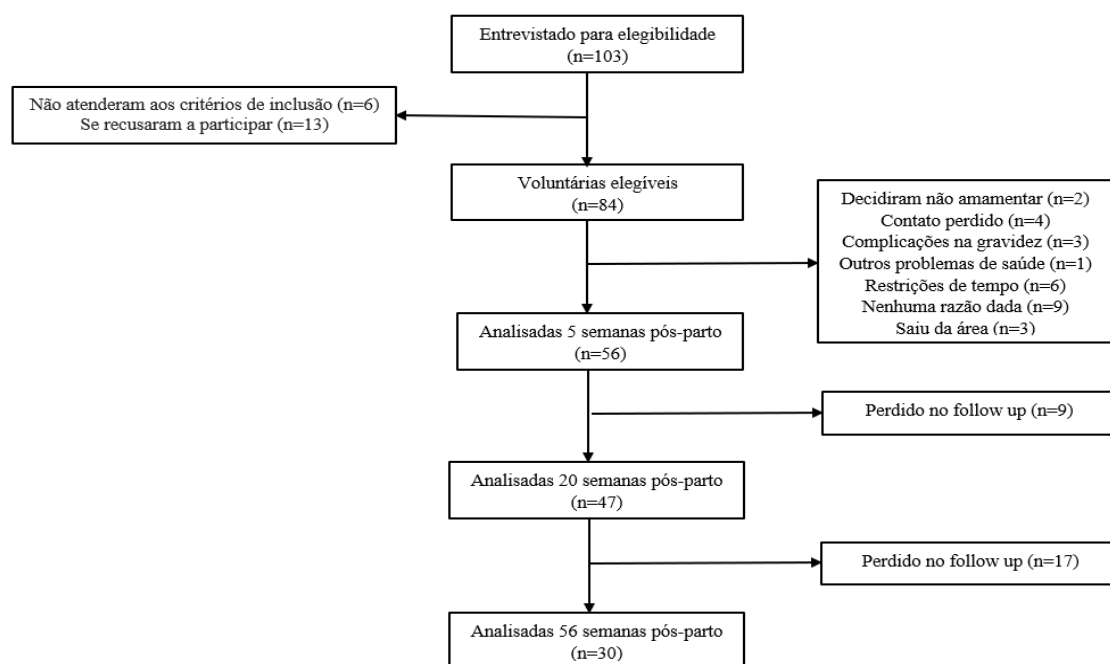 Entrevistado para elegibilidade
(n=103)
Não atenderam aos critérios de inclusão (n=6)
Se recusaram a participar (n=13)
Voluntárias elegíveis
(n=84)
Decidiram não amamentar (n=2)
Contato perdido (n=4)
Complicações na gravidez (n=3)
Outros problemas de saúde (n=1)
Restrições de tempo (n=6)
Nenhuma razão dada (n=9)
Saiu da área (n=3)
Analisadas 5 semanas pós-parto
(n=56)
Perdido no follow up (n=9)
Analisadas 20 semanas pós-parto
(n=47)
Perdido no follow up (n=17)
Analisadas 56 semanas pós-parto
(n=30)